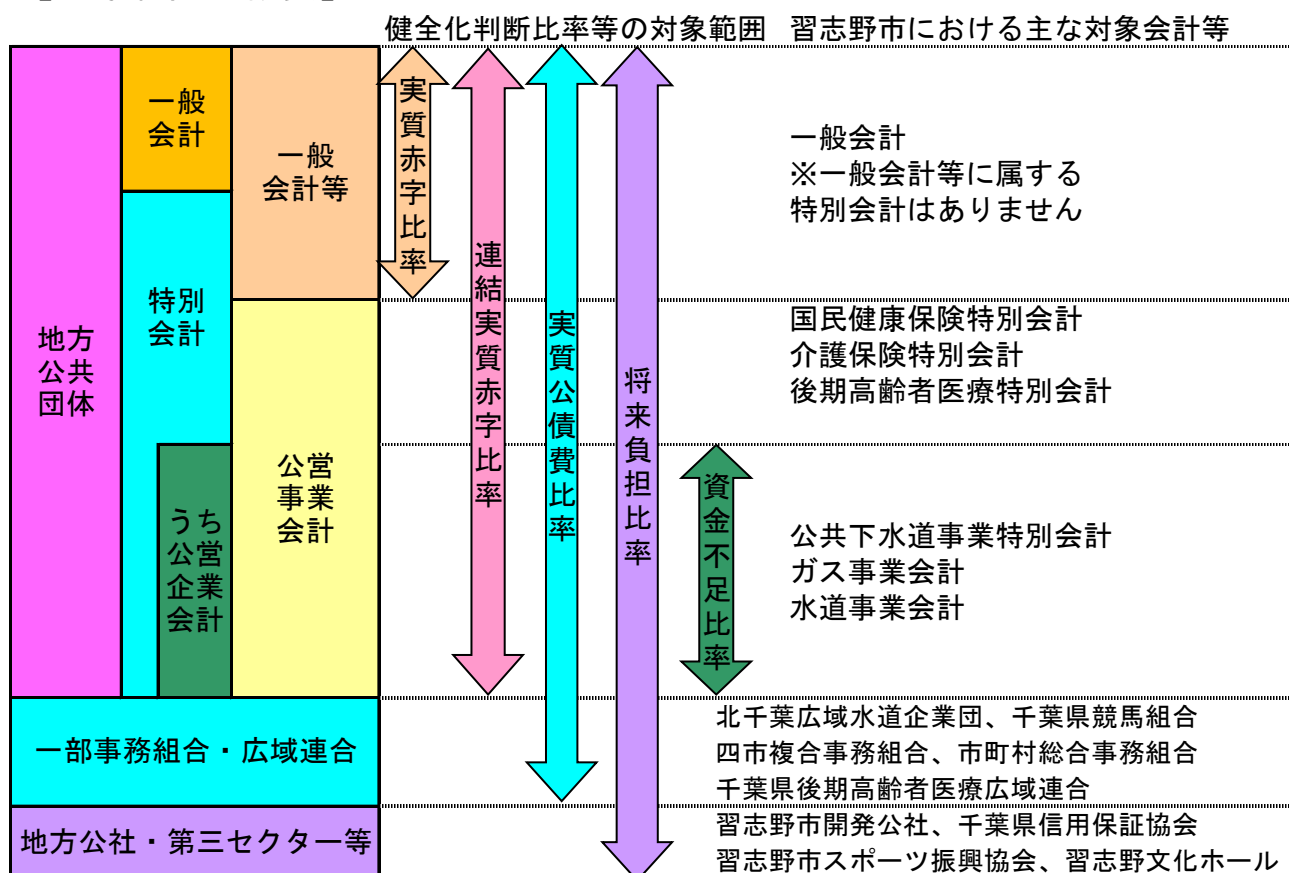 健全化判断比率等の対象範囲
習志野市における主な対象会計等
地方
公共
団体
一般
会計
特別
会計
うち
公営
企業
会計
一般
会計等
公営
事業
会計
実質赤字比率
連結実質赤字比率
実質公債費比率
将来負担比率
資金不足比率
一般会計
※一般会計等に属する
特別会計はありません
国民健康保険特別会計
介護保険特別会計
後期高齢者医療特別会計
公共下水道事業特別会計
ガス事業会計
水道事業会計
一部事務組合・広域連合
北千葉広域水道企業団、千葉県競馬組合
四市複合事務組合、市町村総合事務組合
千葉県後期高齢者医療広域連合
地方公社・第三セクター等
習志野市開発公社、千葉県信用保証協会
習志野市スポーツ振興協会、習志野文化ホール